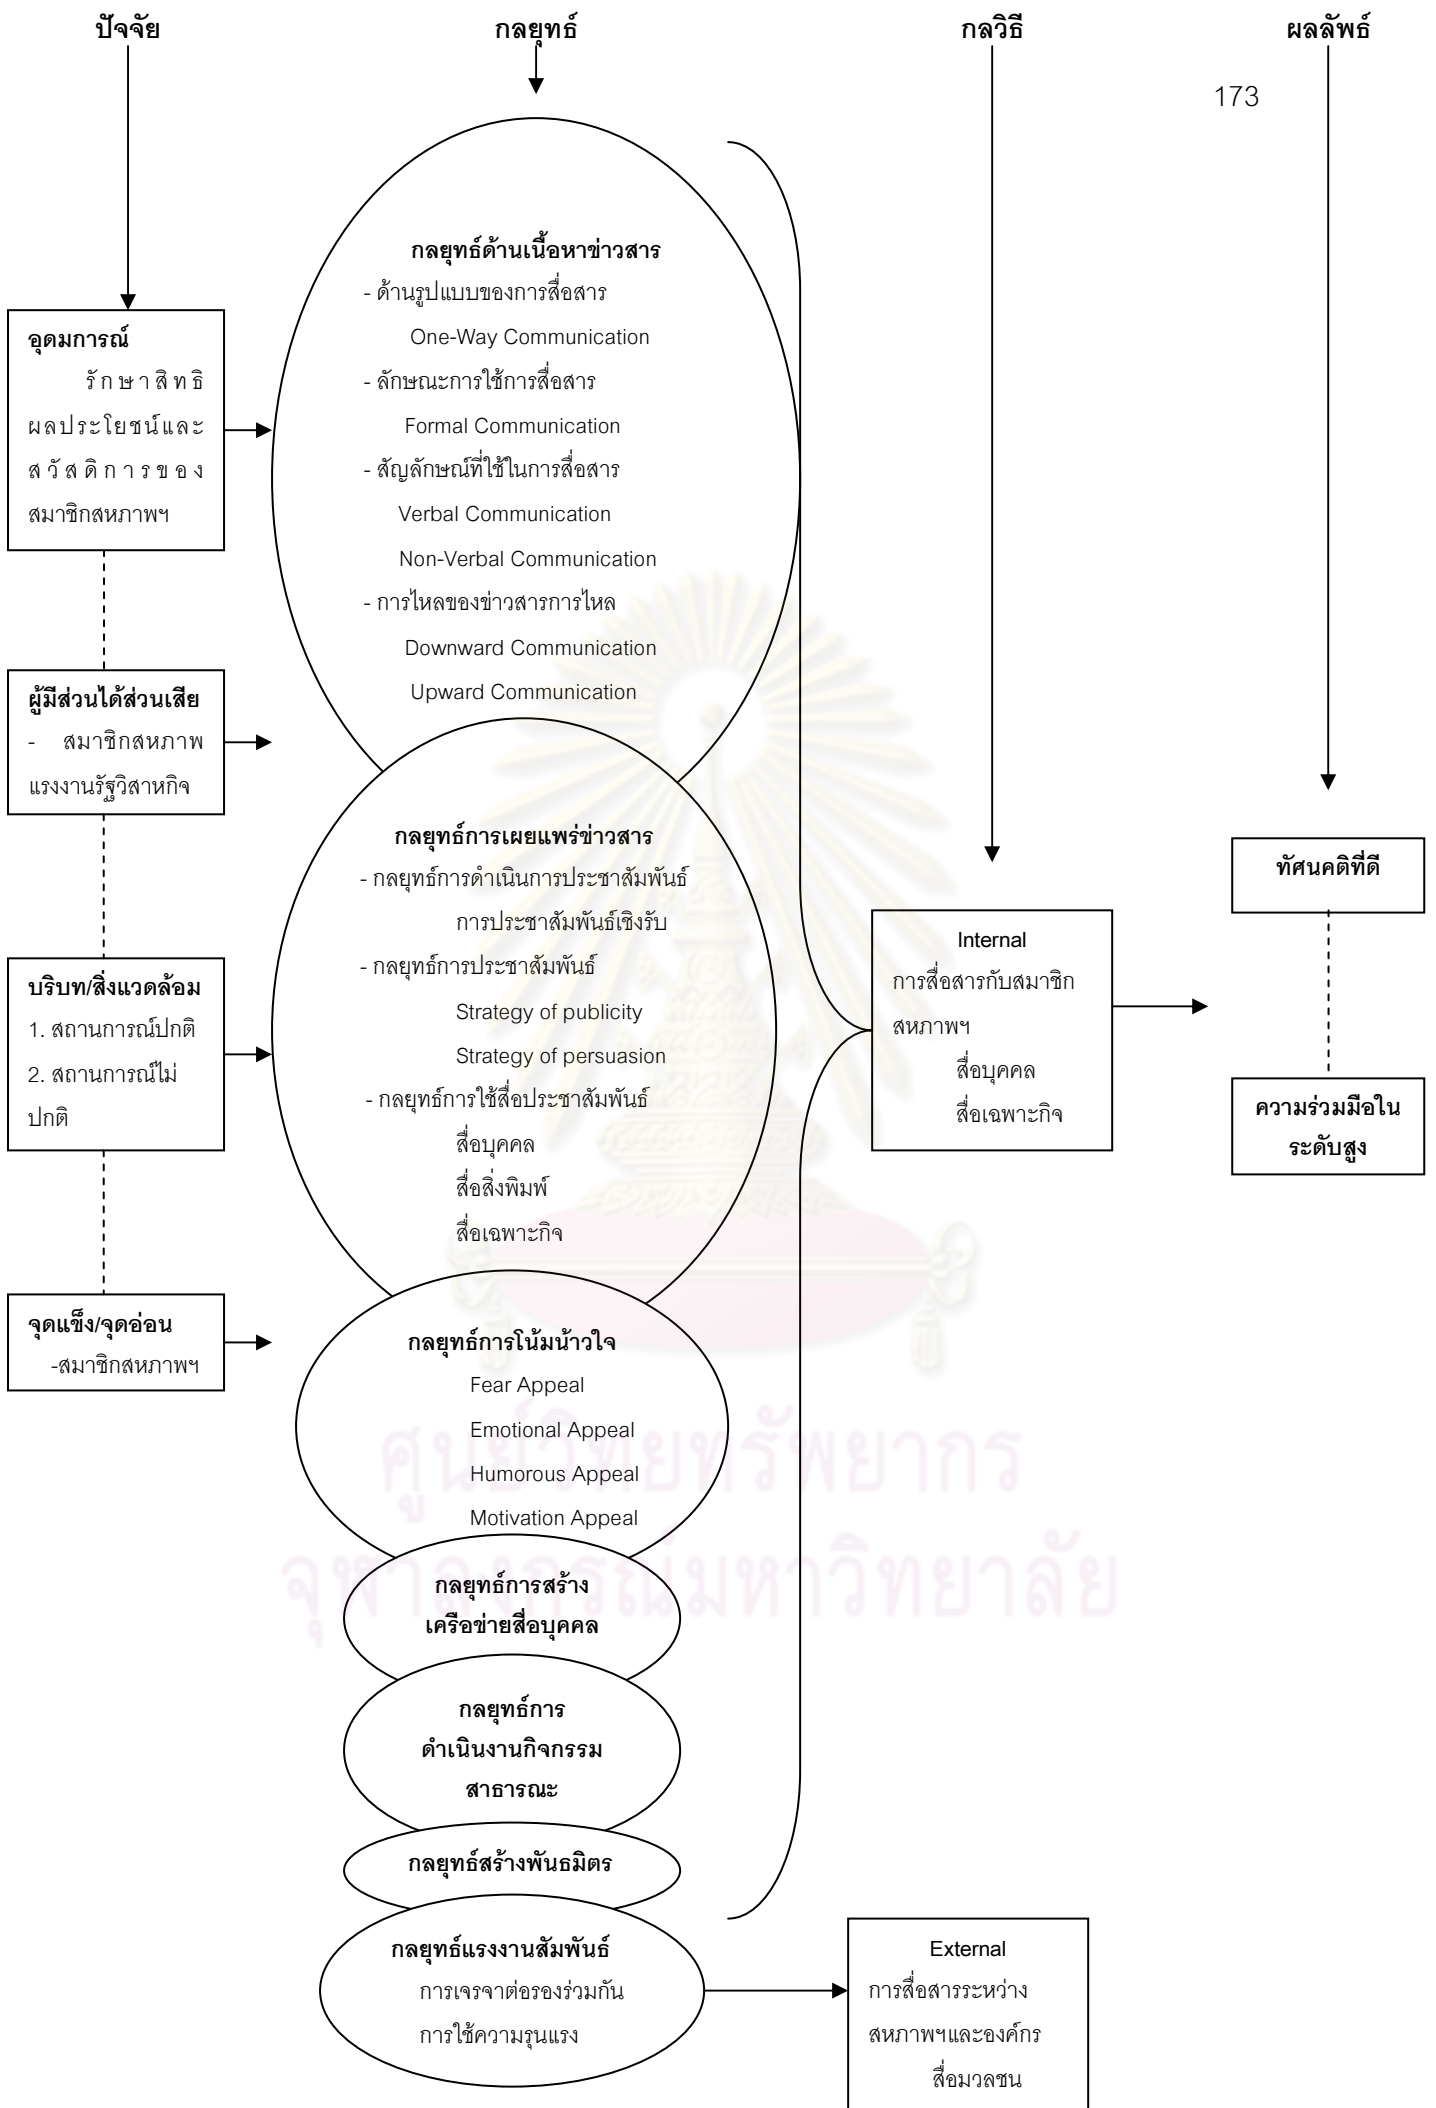 ปัจจัย
กลยุทธ์
กลวิธี
ผลลัพธ์
173
อุดมการณ์
รักษาสิทธิ
ผลประโยชน์และ
สวัสดิการของ
สมาชิกสหภาพฯ
ผู้มีส่วนได้ส่วนเสีย
- สมาชิกสหภาพ
แรงงานรัฐวิสาหกิจ
บริบท/สิ่งแวดล้อม
1. สถานการณ์ปกติ
2. สถานการณ์ไม่
ปกติ
จุดแข็ง/จุดอ่อน
-สมาชิกสหภาพฯ
กลยุทธ์ด้านเนื้อหาข่าวสาร
- ด้านรูปแบบของการสื่อสาร
One-Way Communication
- ลักษณะการใช้การสื่อสาร
Formal Communication
- สัญลักษณ์ที่ใช้ในการสื่อสาร
Verbal Communication
Non-Verbal Communication
- การไหลของข่าวสารการไหล
Downward Communication
Upward Communication
กลยุทธ์การเผยแพร่ข่าวสาร
- กลยุทธ์การดำเนินการประชาสัมพันธ์
การประชาสัมพันธ์เชิงรับ
- กลยุทธ์การประชาสัมพันธ์
Strategy of publicity
Strategy of persuasion
- กลยุทธ์การใช้สื่อประชาสัมพันธ์
สื่อบุคคล
สื่อสิ่งพิมพ์
สื่อเฉพาะกิจ
กลยุทธ์การโน้มน้าวใจ
Fear Appeal
Emotional Appeal
Humorous Appeal
Motivation Appeal
กลยุทธ์การสร้าง
เครือข่ายสื่อบุคคล
กลยุทธ์การ
ดำเนินงานกิจกรรม
สาธารณะ
กลยุทธ์สร้างพันธมิตร
กลยุทธ์แรงงานสัมพันธ์
การเจรจาต่อรองร่วมกัน
การใช้ความรุนแรง
Internal
การสื่อสารกับสมาชิก
สหภาพฯ
สื่อบุคคล
สื่อเฉพาะกิจ
External
การสื่อสารระหว่าง
สหภาพฯและองค์กร
สื่อมวลชน
ทัศนคติที่ดี
ความร่วมมือใน
ระดับสูง
ศูนย์วิทยทรัพยากร
จุฬาลงกรณ์มหาวิทยาลัย